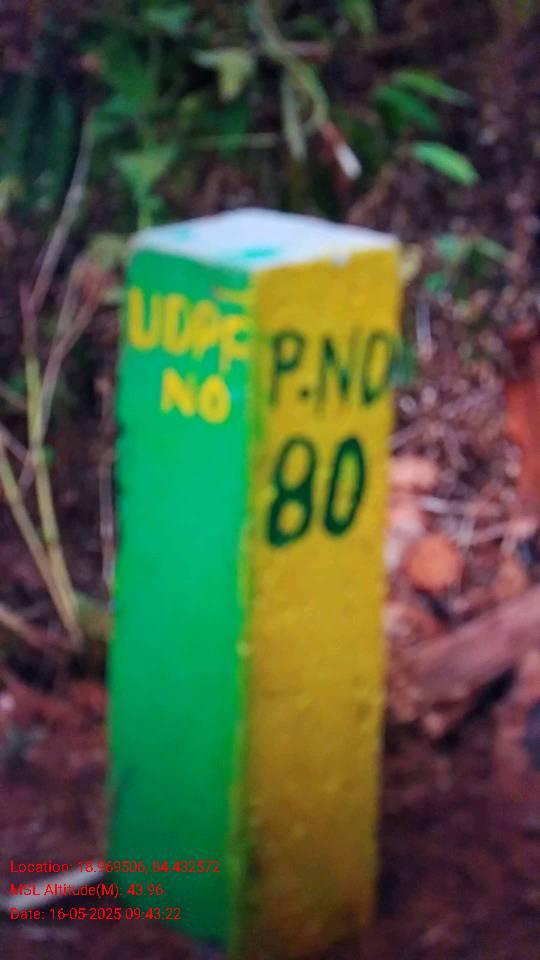 UDPF
NO
P.NO
80
Location: 18.969506, 84.432572
MSL Altitude(M): 43.96
Date: 16-05-2025 09:43:22